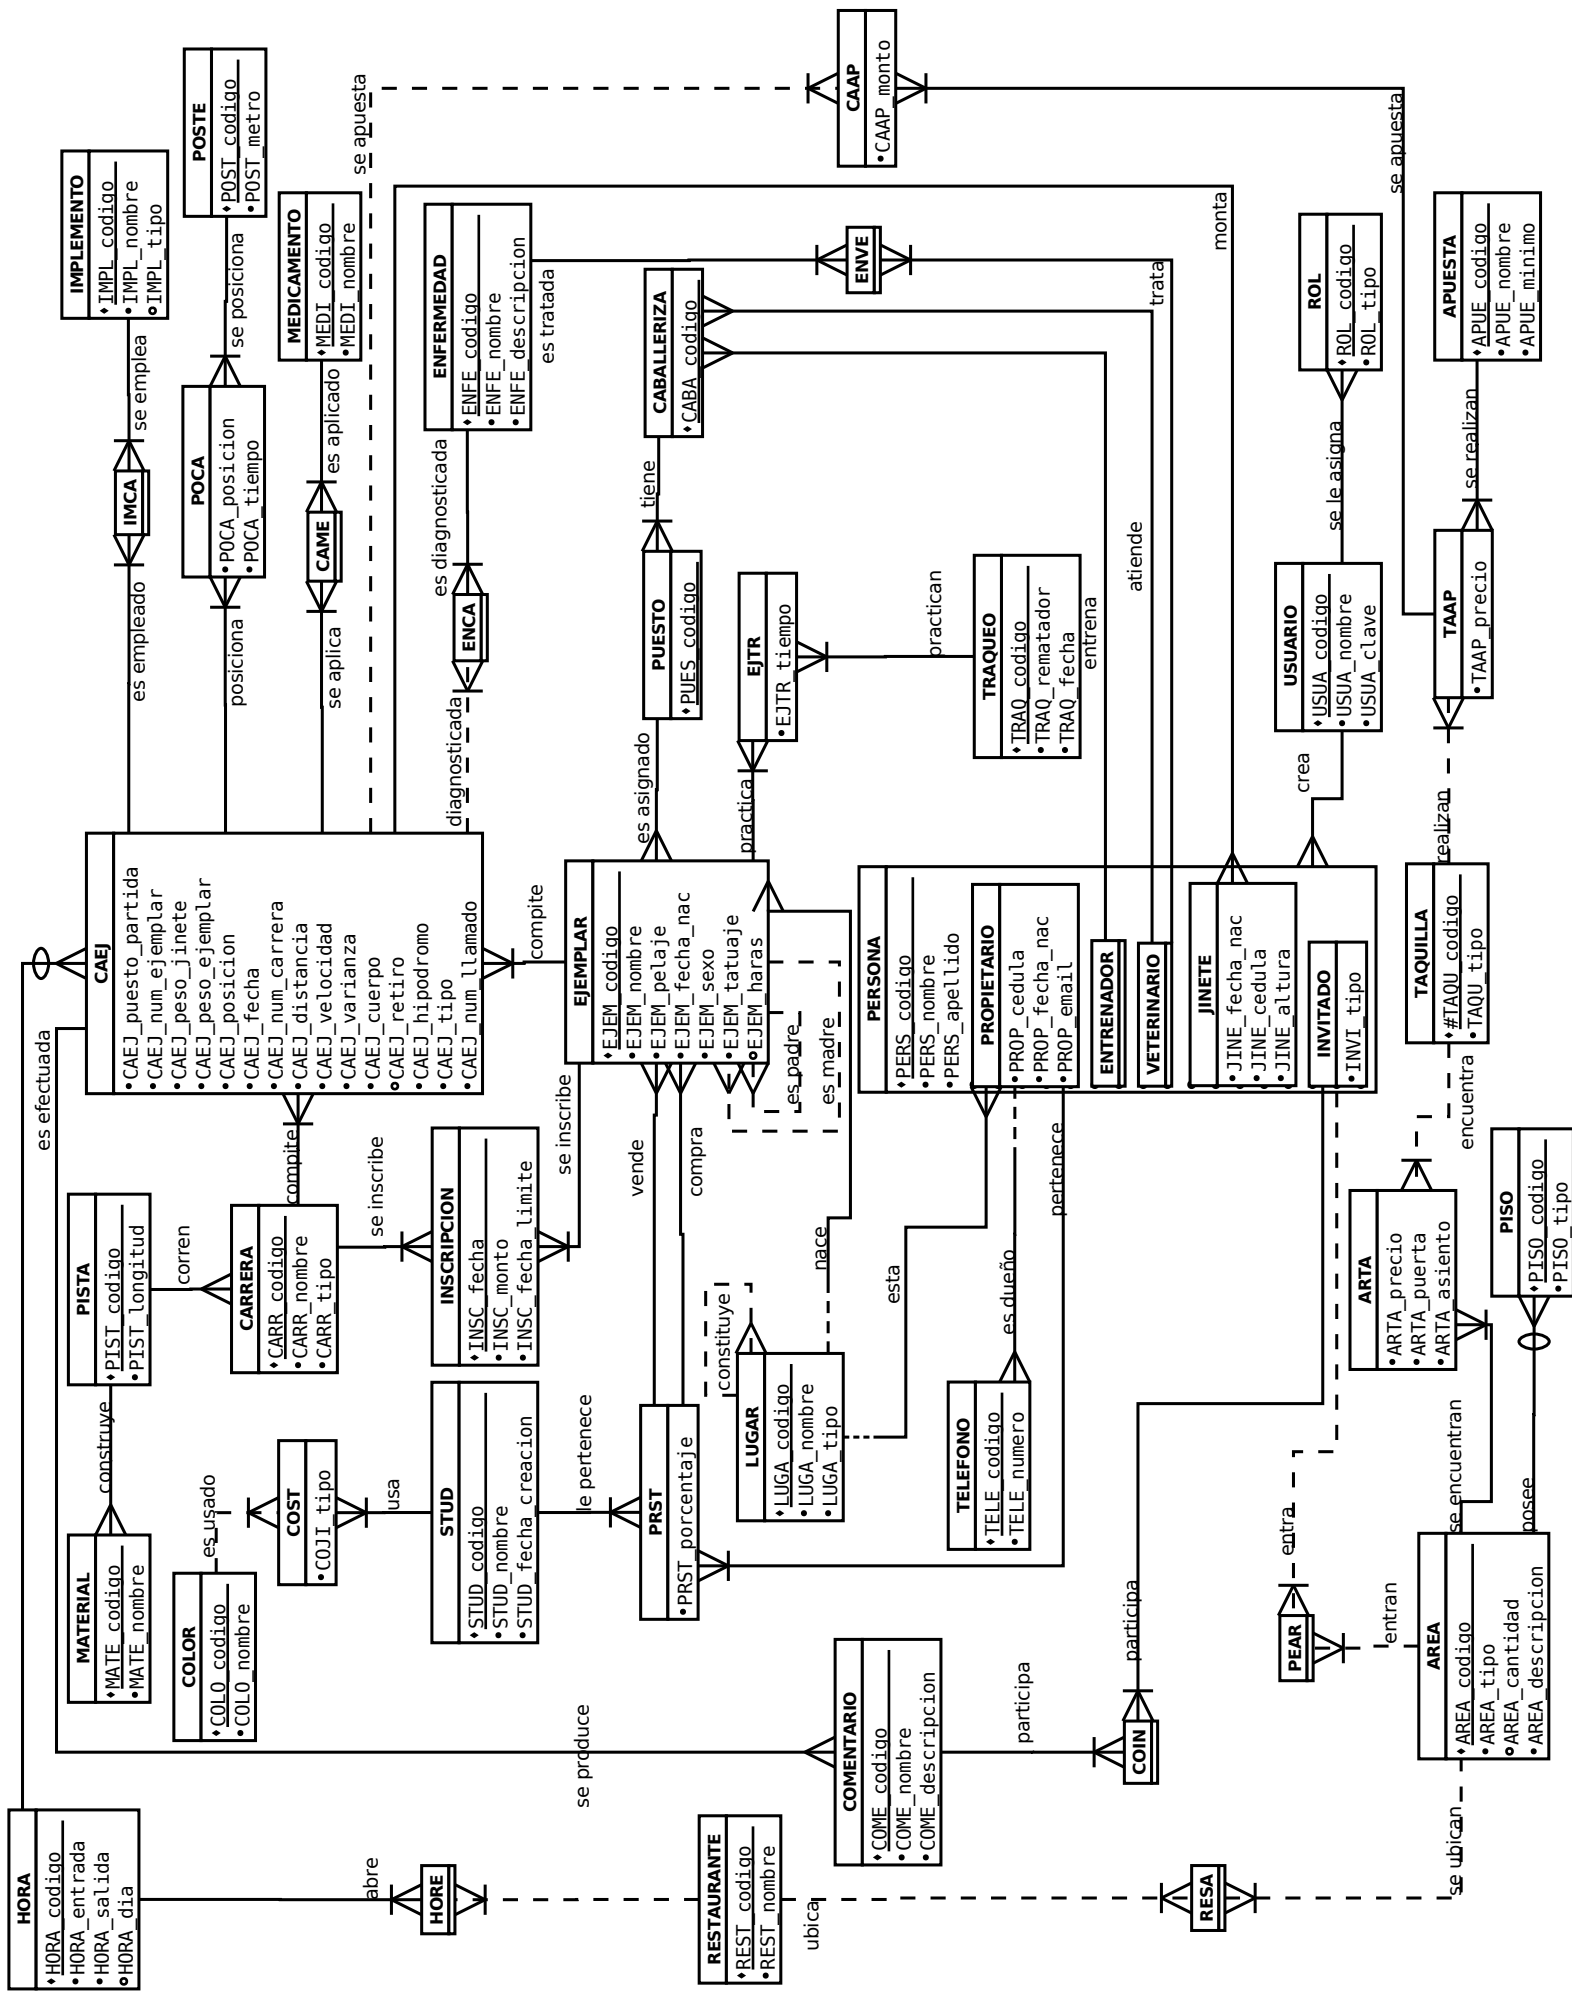 HORA
HORA_codigo
HORA_entrada
HORA_salida
HORA_dia
abre
HORE
RESTAURANTE
REST_codigo
REST_nombre
ubica
RESA
se ubican
es efectuada
se produce
MATERIAL
MATE_codigo
MATE_nombre
construye
PISTA
PIST_codigo
PIST_longitud
corren
COLOR
COLO_codigo
COLO_nombre
es usado
COST
COJI_tipo
usa
CARRERA
CARR_codigo
CARR_nombre
CARR_tipo
compite
se inscribe
STUD
STUD_codigo
STUD_nombre
STUD_fecha_creacion
le pertenece
INSCRIPCION
INSC_fecha
INSC_monto
INSC_fecha_limite
se inscribe
PRST
PRST_porcentaje
vende
compra
LUGAR
LUGA_codigo
LUGA_nombre
LUGA_tipo
constituye
nace
esta
COMENTARIO
COME_codigo
COME_nombre
COME_descripcion
participa
COIN
participa
TELEFONO
TELE_codigo
TELE_numero
es dueño
pertenece
PEAR
entra
entran
AREA
AREA_codigo
AREA_tipo
AREA_cantidad
AREA_descripcion
se encuentran
posee
ARTA
ARTA_precio
ARTA_puerta
ARTA_asiento
encuentra
PISO
PISO_codigo
PISO_tipo
CAEJ
CAEJ_puesto_partida
CAEJ_num_ejemplar
CAEJ_peso_jinete
CAEJ_peso_ejemplar
CAEJ_posicion
CAEJ_fecha
CAEJ_num_carrera
CAEJ_distancia
CAEJ_velocidad
CAEJ_varianza
CAEJ_cuerpo
CAEJ_retiro
CAEJ_hipodromo
CAEJ_tipo
CAEJ_num_llamado
compite
EJEMPLAR
EJEM_codigo
EJEM_nombre
EJEM_pelaje
EJEM_fecha_nac
EJEM_sexo
EJEM_tatuaje
EJEM_haras
es padre
es madre
PERSONA
PERS_codigo
PERS_nombre
PERS_apellido
PROPIETARIO
PROP_cedula
PROP_fecha_nac
PROP_email
ENTRENADOR
VETERINARIO
JINETE
JINE_fecha_nac
JINE_cedula
JINE_altura
INVITADO
INVI_tipo
TAQUILLA
#TAQU_codigo
TAQU_tipo
realizan
es empleado
IMCA
se emplea
IMPLEMENTO
IMPL_codigo
IMPL_nombre
IMPL_tipo
posiciona
POCA
POCA_posicion
POCA_tiempo
se posiciona
POSTE
POST_codigo
POST_metro
se aplica
CAME
es aplicado
MEDICAMENTO
MEDI_codigo
MEDI_nombre
se apuesta
diagnosticada
ENCA
es diagnosticada
ENFERMEDAD
ENFE_codigo
ENFE_nombre
ENFE_descripcion
es tratada
es asignado
PUESTO
PUES_codigo
tiene
CABALLERIZA
CABA_codigo
practica
EJTR
EJTR_tiempo
practican
TRAQUEO
TRAQ_codigo
TRAQ_rematador
TRAQ_fecha
entrena
atiende
trata
ENVE
CAAP
CAAP_monto
monta
crea
USUARIO
USUA_codigo
USUA_nombre
USUA_clave
se le asigna
ROL
ROL_codigo
ROL_tipo
se apuesta
TAAP
TAAP_precio
se realizan
APUESTA
APUE_codigo
APUE_nombre
APUE_minimo